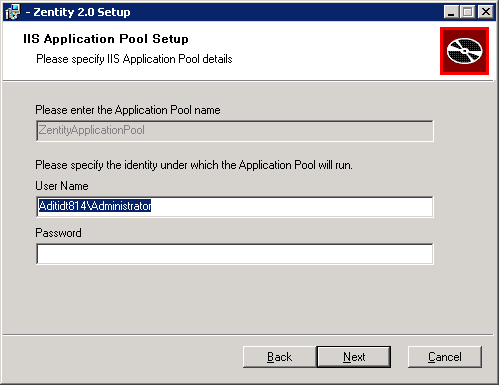 - Zentity 2.0 Setup
IIS Application Pool Setup
Please specify IIS Application Pool details
Please enter the Application Pool name
ZentityApplicationPool
Please specify the identity under which the Application Pool will run.
User Name
Aditidt814\Administrator
Password
Back Next Cancel